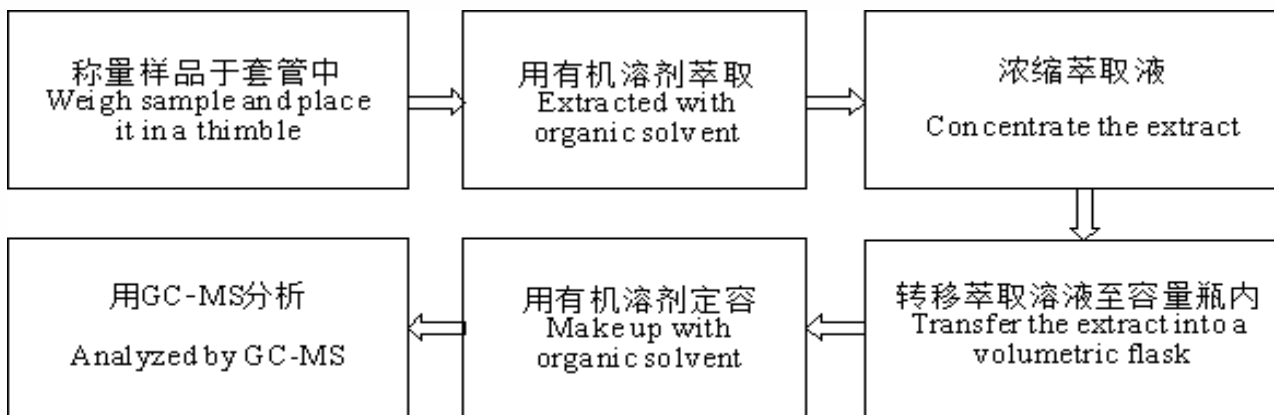 称量样品于套管中
Weigh sample and place
it in a thimble
用有机溶剂萃取
Extracted with
organic solvent
浓缩萃取液
Concentrate the extract
转移萃取溶液至容量瓶内
Transfer the extract into a
volumetric flask
用有机溶剂定容
Make up with
organic solvent
用GC-MS分析
Analyzed by GC-MS